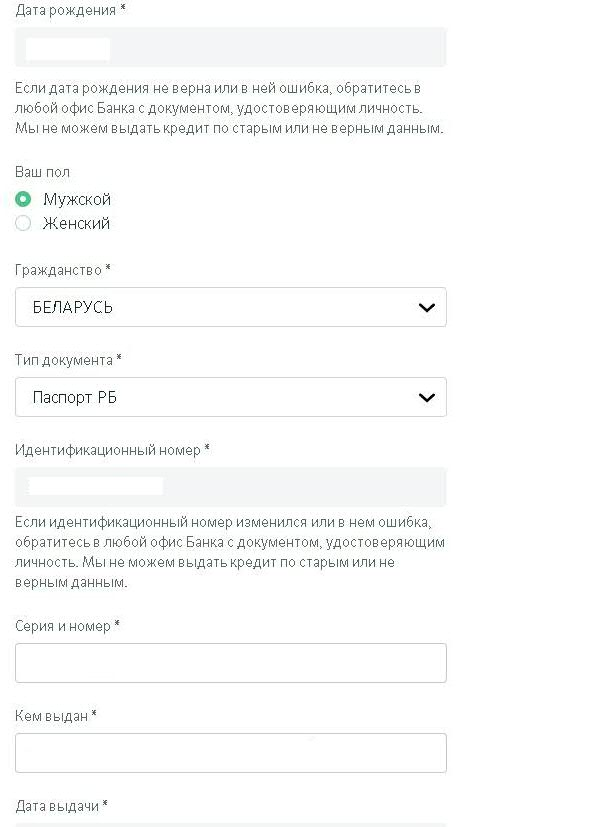 Дата рождения *
Если дата рождения не верна или в ней ошибка, обратитесь в
любой офис Банка с документом, удостоверяющим личность.
Мы не можем выдать кредит по старым или не верным данным.
Ваш пол
Мужской
Женский
Гражданство *
БЕЛАРУСЬ
Тип документа *
Паспорт РБ
Идентификационный номер *
Если идентификационный номер изменился или в нем ошибка,
обратитесь в любой офис Банка с документом, удостоверяющим
личность. Мы не можем выдать кредит по старым или не
верным данным.
Серия и номер *
Кем выдан *
Дата выдачи *